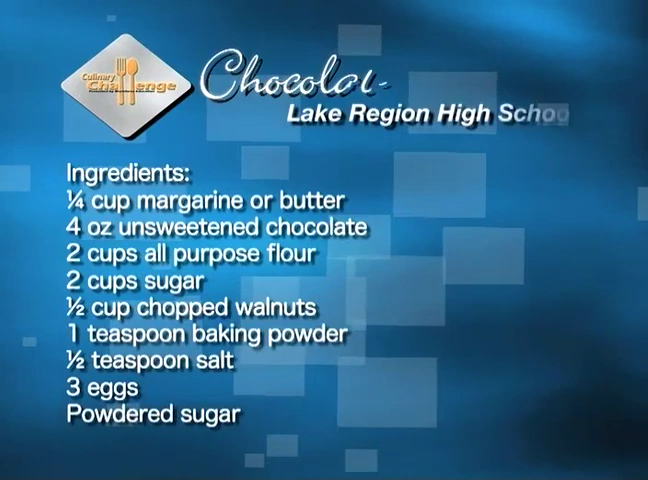 Culinary
Challenge
Lake Region High Schoo
Ingredients:
¼ cup margarine or butter
4 oz unsweetened chocolate
2 cups all purpose flour
2 cups sugar
½ cup chopped walnuts
1 teaspoon baking powder
½ teaspoon salt
3 eggs
Powdered sugar